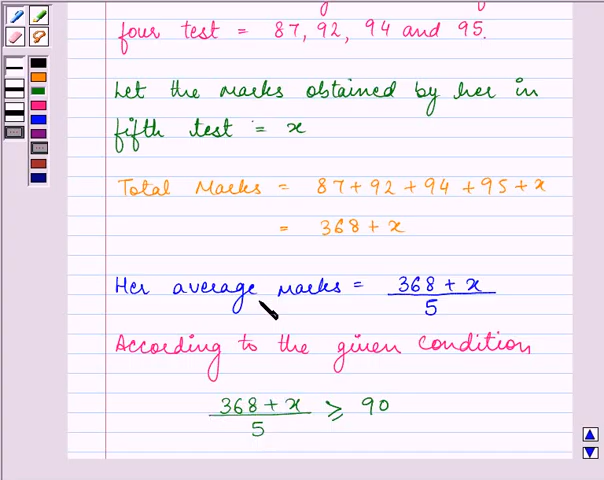 four test = 87, 92, 94 and 95.
Let the Marks obtained by her in
fifth test = x
Total Marks = 87 + 92 + 94 + 95 + x
= 368 + x
Her average Marks = 368 + x / 5
According to the given condition
368 + x / 5 ≥ 90